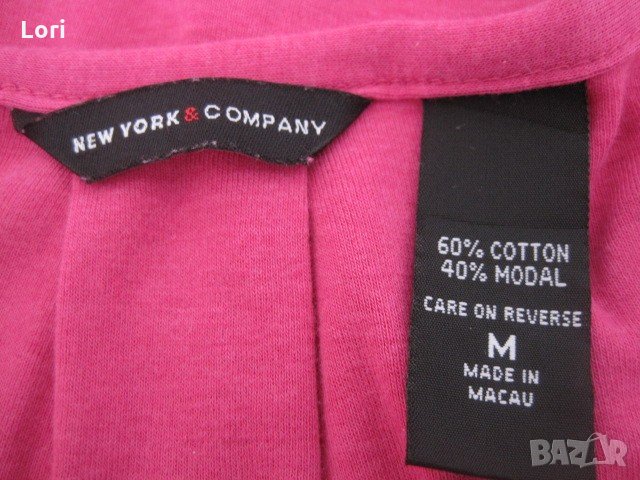 Lori
NEW YORK & COMPANY
60% COTTON
40% MODAL
CARE ON REVERSE
M
MADE IN
MACAU
BAZAR